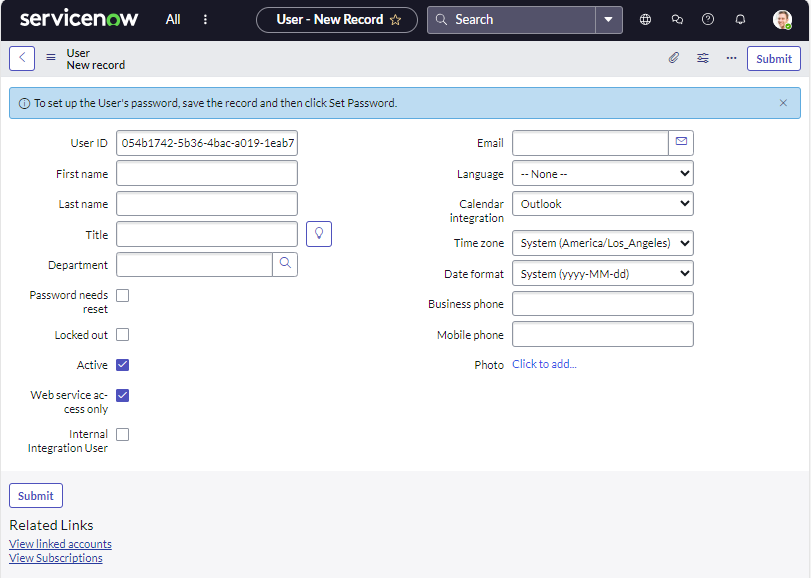 servicenow All User - New Record Search
User
New record
Submit
To set up the User's password, save the record and then click Set Password.
User ID 054b1742-5b36-4bac-a019-1eab7
First name
Last name
Title
Department
Password needs
reset
Locked out
Active
Web service ac-
cess only
Internal
Integration User
Email
Language -- None --
Calendar
integration Outlook
Time zone System (America/Los_Angeles)
Date format System (yyyy-MM-dd)
Business phone
Mobile phone
Photo Click to add...
Submit
Related Links
View linked accounts
View Subscriptions